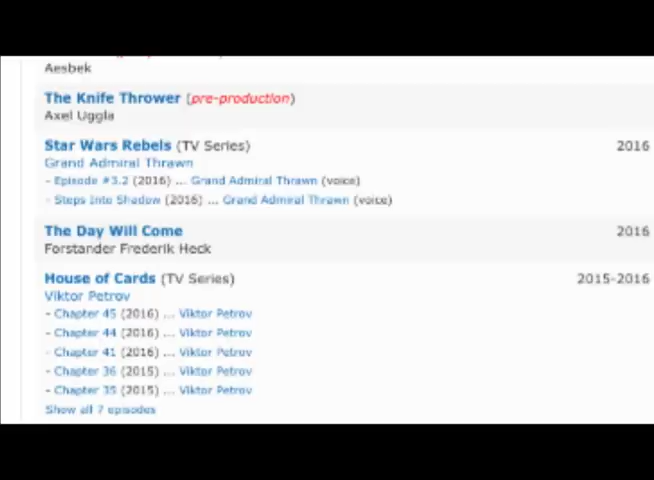 Aesbek
The Knife Thrower (pre-production)
Axel Uggla
Star Wars Rebels (TV Series) 2016
Grand Admiral Thrawn
- Episode #3.2 (2016) ... Grand Admiral Thrawn (voice)
- Steps Into Shadow (2016) ... Grand Admiral Thrawn (voice)
The Day Will Come 2016
Forstander Frederik Heck
House of Cards (TV Series) 2015-2016
Viktor Petrov
- Chapter 45 (2016) ... Viktor Petrov
- Chapter 44 (2016) ... Viktor Petrov
- Chapter 41 (2016) ... Viktor Petrov
- Chapter 36 (2015) ... Viktor Petrov
- Chapter 35 (2015) ... Viktor Petrov
Show all 7 episodes